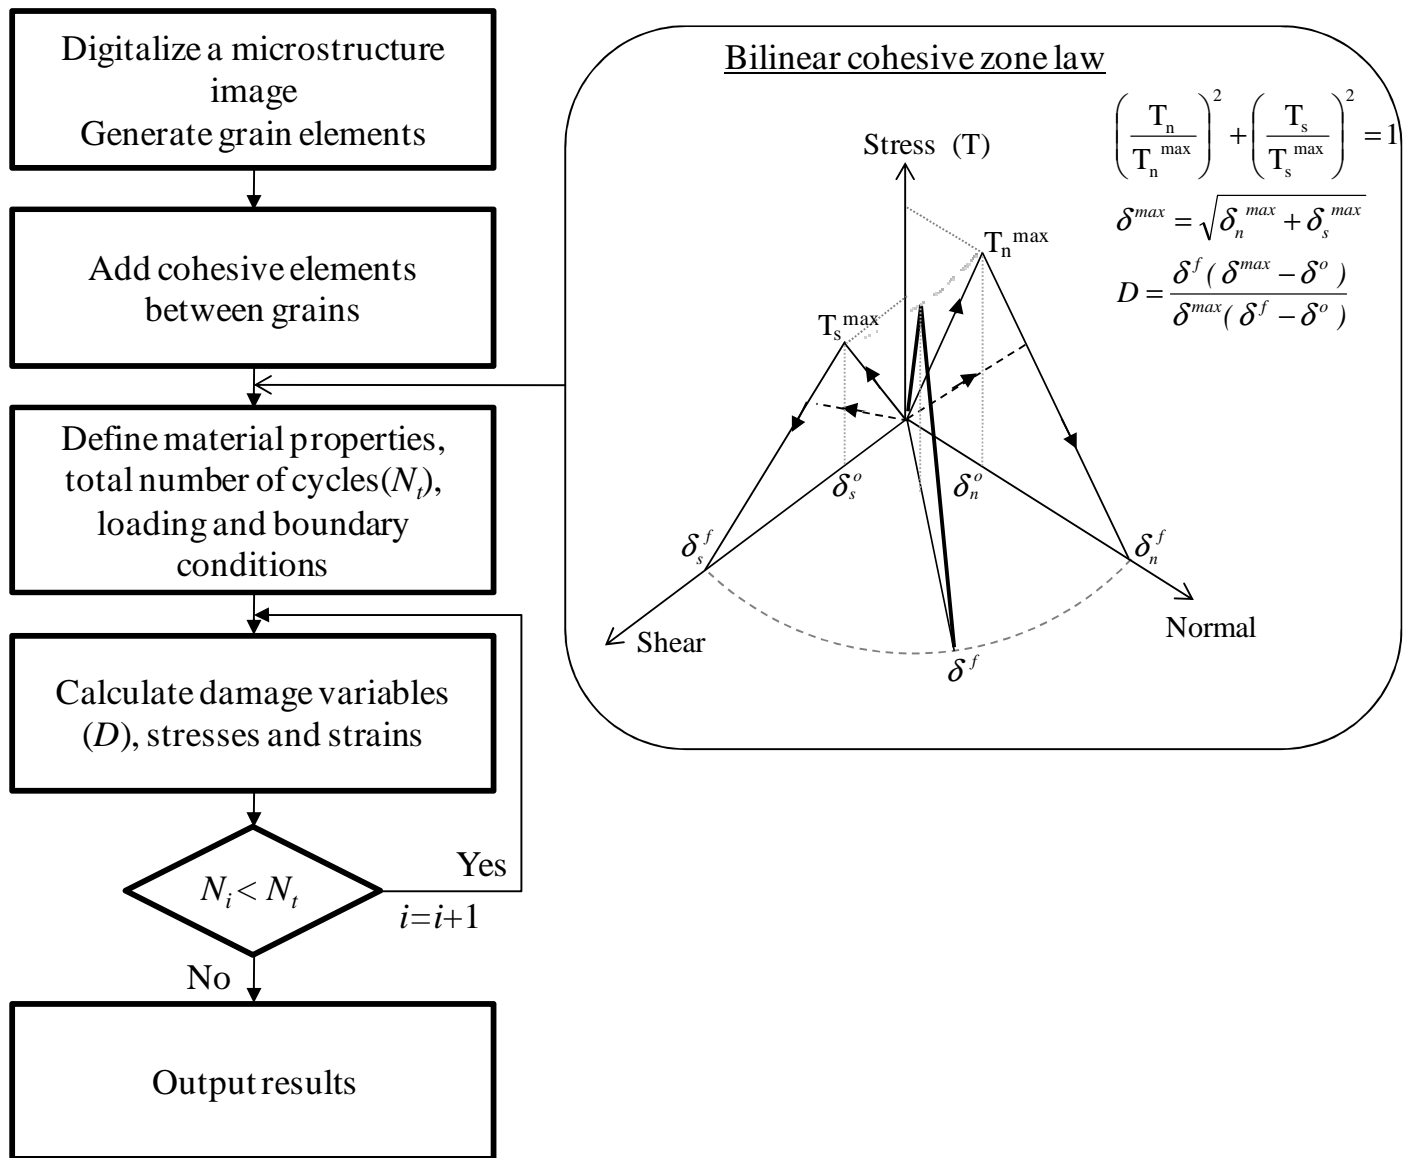 Digitalize a microstructure
image
Generate grain elements
Add cohesive elements
between grains
Define material properties,
total number of cycles(N_t),
loading and boundary
conditions
Calculate damage variables
(D), stresses and strains
N_i < N_t
Yes
i=i+1
No
Output results
Bilinear cohesive zone law
(T_n / T_n^max)^2 + (T_s / T_s^max)^2 = 1
δ^max = √(δ_n^max + δ_s^max)
D = δ^f ( δ^max − δ^o ) / δ^max ( δ^f − δ^o )
Stress (T)
T_n^max
T_s^max
δ_s^o
δ_n^o
δ_s^f
δ_n^f
Shear
Normal
δ^f